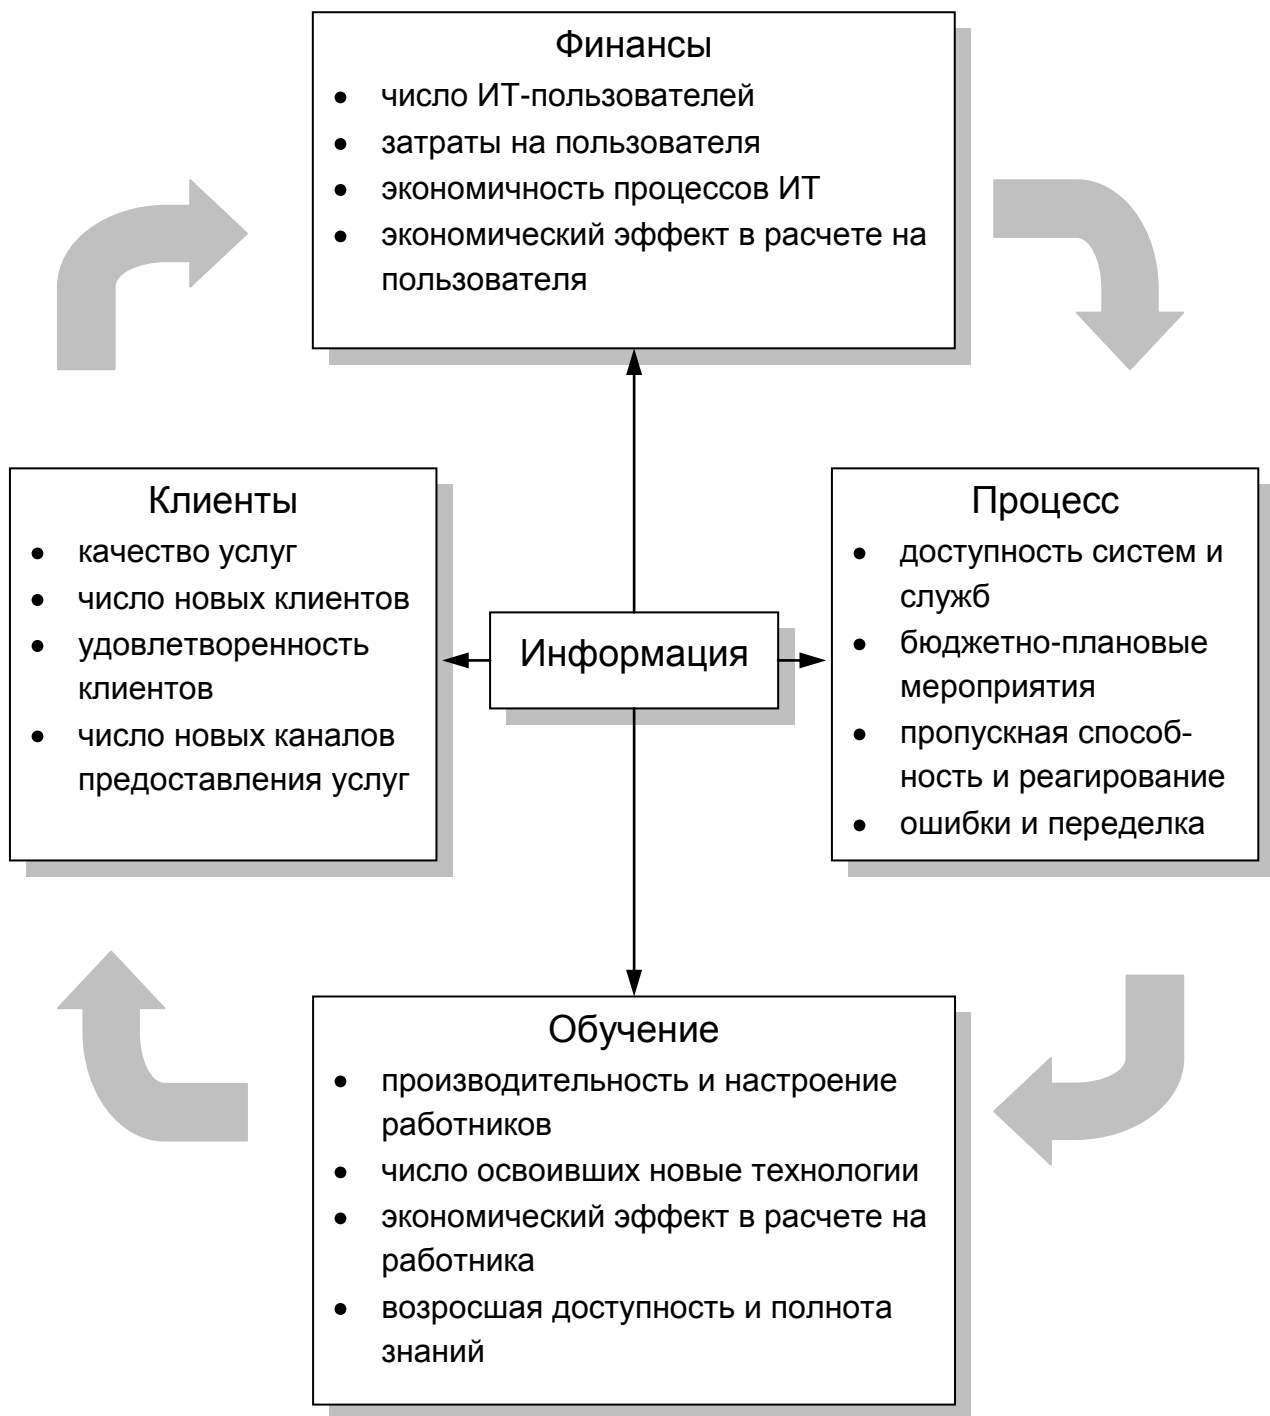 Финансы
• число ИТ-пользователей
• затраты на пользователя
• экономичность процессов ИТ
• экономический эффект в расчете на
пользователя
Клиенты
• качество услуг
• число новых клиентов
• удовлетворенность
клиентов
• число новых каналов
предоставления услуг
Информация
Процесс
• доступность систем и
служб
• бюджетно-плановые
мероприятия
• пропускная способ-
ность и реагирование
• ошибки и переделка
Обучение
• производительность и настроение
работников
• число освоивших новые технологии
• экономический эффект в расчете на
работника
• возросшая доступность и полнота
знаний